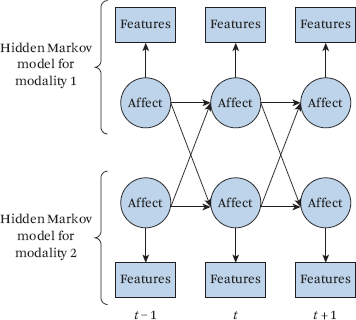 Features Features Features
Hidden Markov
model for
modality 1
Affect Affect Affect
Affect Affect Affect
Hidden Markov
model for
modality 2
Features Features Features
t − 1 t t + 1